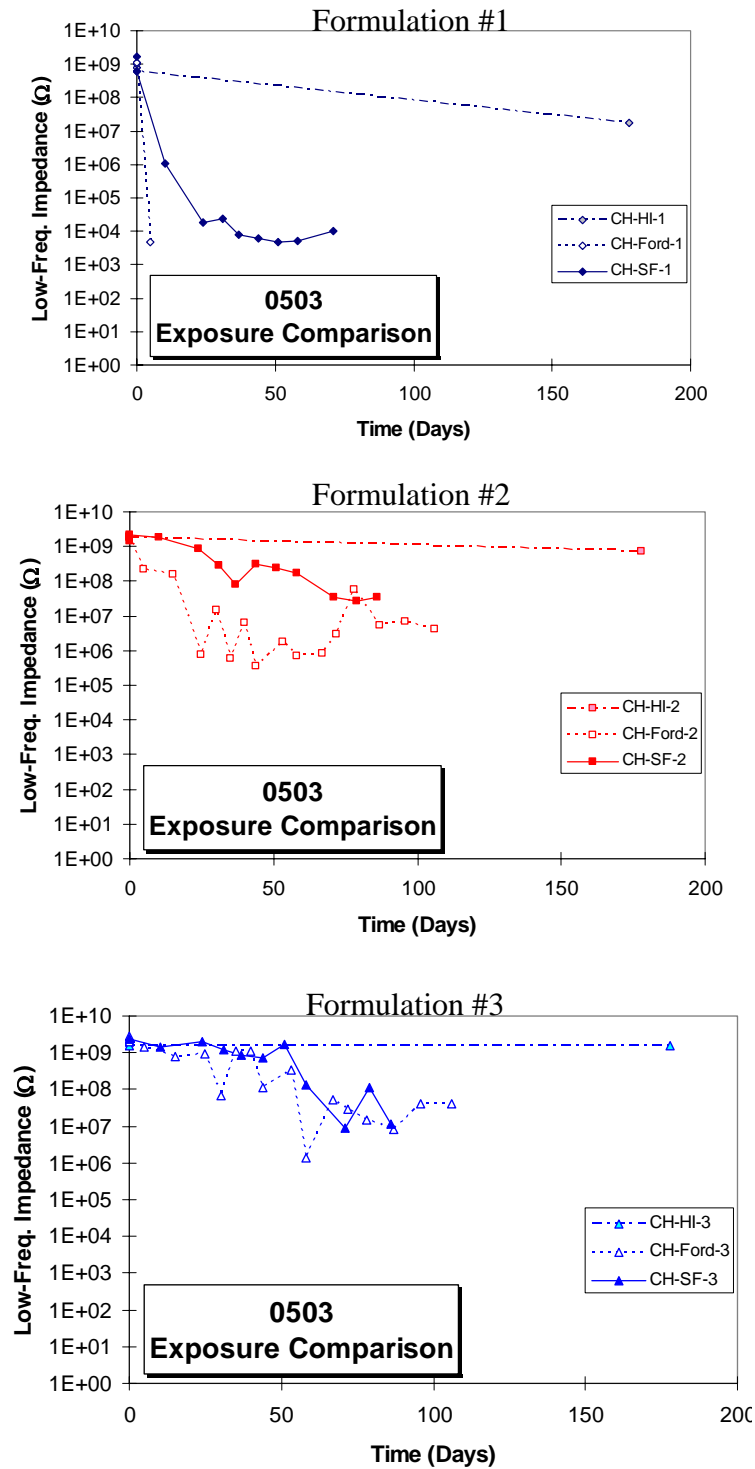 Formulation #1
1E+10
1E+09
1E+08
1E+07
1E+06
1E+05
1E+04
1E+03
1E+02
1E+01
1E+00
Low-Freq. Impedance (Ω)
CH-HI-1
CH-Ford-1
CH-SF-1
0503
Exposure Comparison
0 50 100 150 200
Time (Days)
Formulation #2
1E+10
1E+09
1E+08
1E+07
1E+06
1E+05
1E+04
1E+03
1E+02
1E+01
1E+00
Low-Freq. Impedance (Ω)
CH-HI-2
CH-Ford-2
CH-SF-2
0503
Exposure Comparison
0 50 100 150 200
Time (Days)
Formulation #3
1E+10
1E+09
1E+08
1E+07
1E+06
1E+05
1E+04
1E+03
1E+02
1E+01
1E+00
Low-Freq. Impedance (Ω)
CH-HI-3
CH-Ford-3
CH-SF-3
0503
Exposure Comparison
0 50 100 150 200
Time (Days)